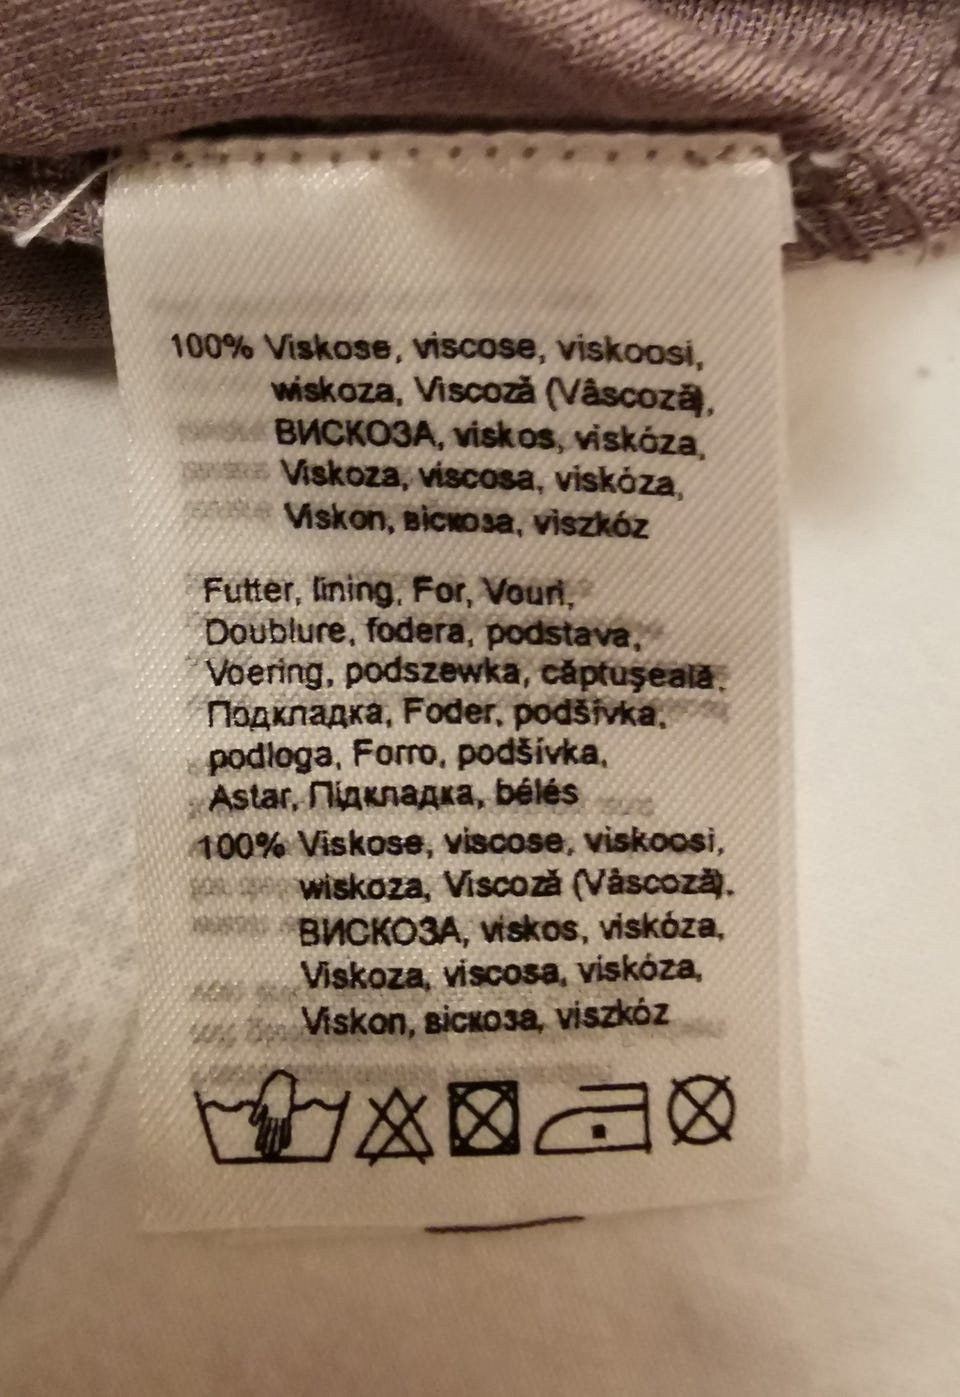 100% Viskose, viscose, viskoosi,
wiskoza, Viscoză (Vâscoză),
ВИСКОЗА, viskos, viskóza,
Viskoza, viscosa, viskóza,
Viskon, віскоза, viszkóz
Futter, lining, For, Vouri,
Doublure, fodera, podstava,
Voering, podszewka, căptuşeală,
Подкладка, Foder, podšívka,
podloga, Forro, podšívka,
Astar, Підкладка, bélés
100% Viskose, viscose, viskoosi,
wiskoza, Viscoză (Vâscoză),
ВИСКОЗА, viskos, viskóza,
Viskoza, viscosa, viskóza,
Viskon, віскоза, viszkóz